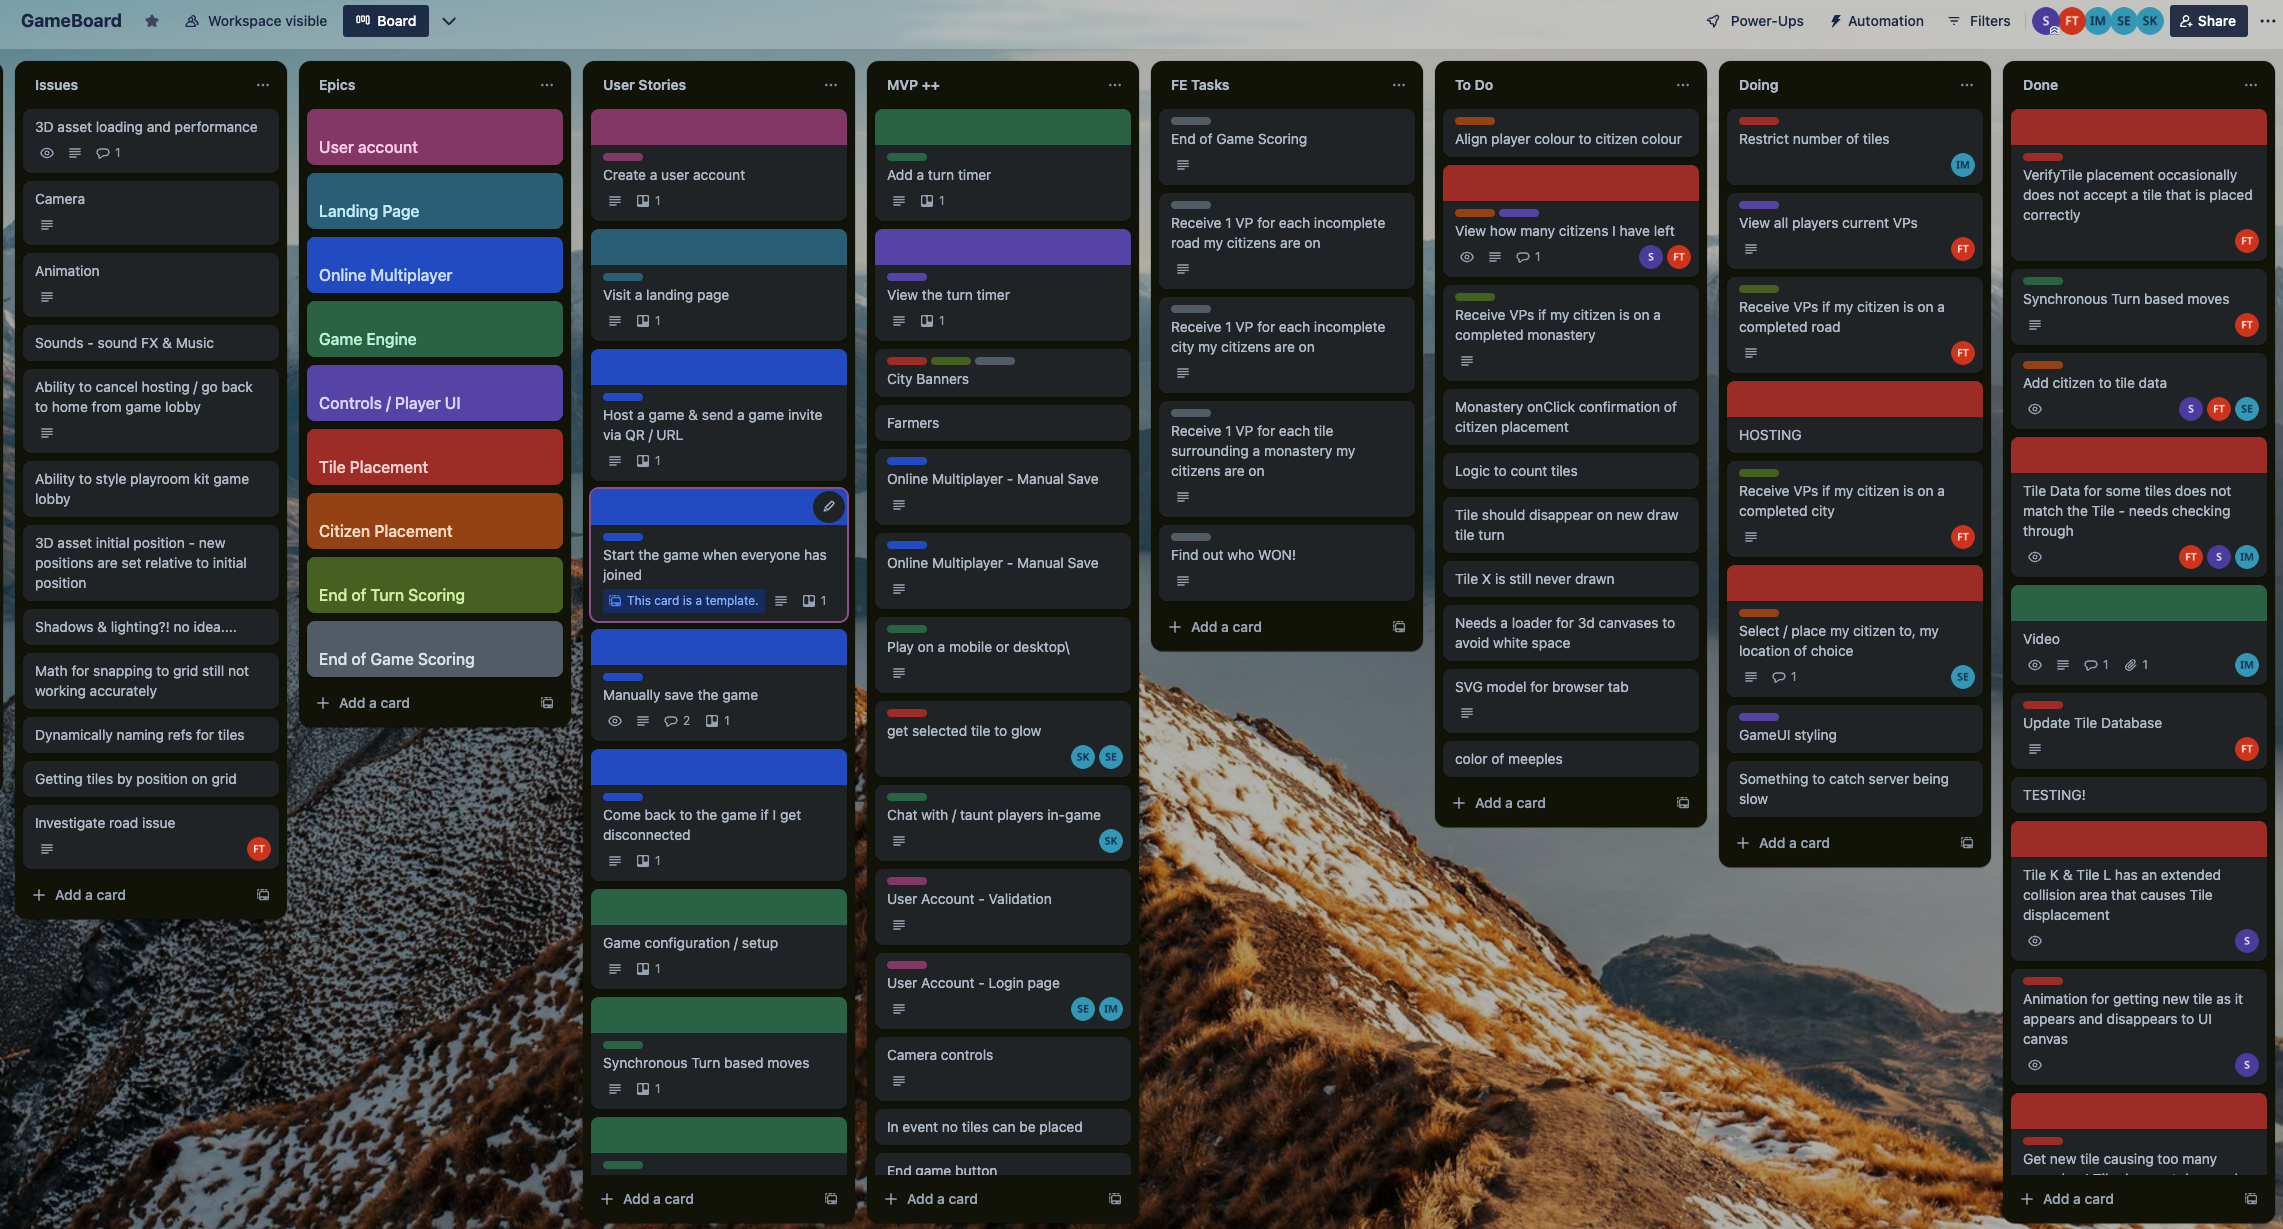 GameBoard
Workspace visible
Board
Power-Ups
Automation
Filters
S
FT
IM
SE
SK
Share
Issues
3D asset loading and performance
1
Camera
Animation
Sounds - sound FX & Music
Ability to cancel hosting / go back
to home from game lobby
Ability to style playroom kit game
lobby
3D asset initial position - new
positions are set relative to initial
position
Shadows & lighting?! no idea....
Math for snapping to grid still not
working accurately
Dynamically naming refs for tiles
Getting tiles by position on grid
Investigate road issue
FT
Add a card
Epics
User account
Landing Page
Online Multiplayer
Game Engine
Controls / Player UI
Tile Placement
Citizen Placement
End of Turn Scoring
End of Game Scoring
Add a card
User Stories
Create a user account
1
Visit a landing page
1
Host a game & send a game invite
via QR / URL
1
Start the game when everyone has
joined
This card is a template.
1
Manually save the game
2
1
Come back to the game if I get
disconnected
1
Game configuration / setup
1
Synchronous Turn based moves
1
Add a card
MVP ++
Add a turn timer
1
View the turn timer
1
City Banners
Farmers
Online Multiplayer - Manual Save
Online Multiplayer - Manual Save
Play on a mobile or desktop\
get selected tile to glow
SK
SE
Chat with / taunt players in-game
SK
User Account - Validation
User Account - Login page
SE
IM
Camera controls
In event no tiles can be placed
End game button
Add a card
FE Tasks
End of Game Scoring
Receive 1 VP for each incomplete
road my citizens are on
Receive 1 VP for each incomplete
city my citizens are on
Receive 1 VP for each tile
surrounding a monastery my
citizens are on
Find out who WON!
Add a card
To Do
Align player colour to citizen colour
View how many citizens I have left
1
S
FT
Receive VPs if my citizen is on a
completed monastery
Monastery onClick confirmation of
citizen placement
Logic to count tiles
Tile should disappear on new draw
tile turn
Tile X is still never drawn
Needs a loader for 3d canvases to
avoid white space
SVG model for browser tab
color of meeples
Add a card
Doing
Restrict number of tiles
IM
View all players current VPs
FT
Receive VPs if my citizen is on a
completed road
FT
HOSTING
Receive VPs if my citizen is on a
completed city
FT
Select / place my citizen to, my
location of choice
1
SE
GameUI styling
Something to catch server being
slow
Add a card
Done
VerifyTile placement occasionally
does not accept a tile that is placed
correctly
FT
Synchronous Turn based moves
FT
Add citizen to tile data
S
FT
SE
Tile Data for some tiles does not
match the Tile - needs checking
through
FT
S
IM
Video
1
1
IM
Update Tile Database
FT
TESTING!
Tile K & Tile L has an extended
collision area that causes Tile
displacement
S
Animation for getting new tile as it
appears and disappears to UI
canvas
S
Get new tile causing too many
Add a card